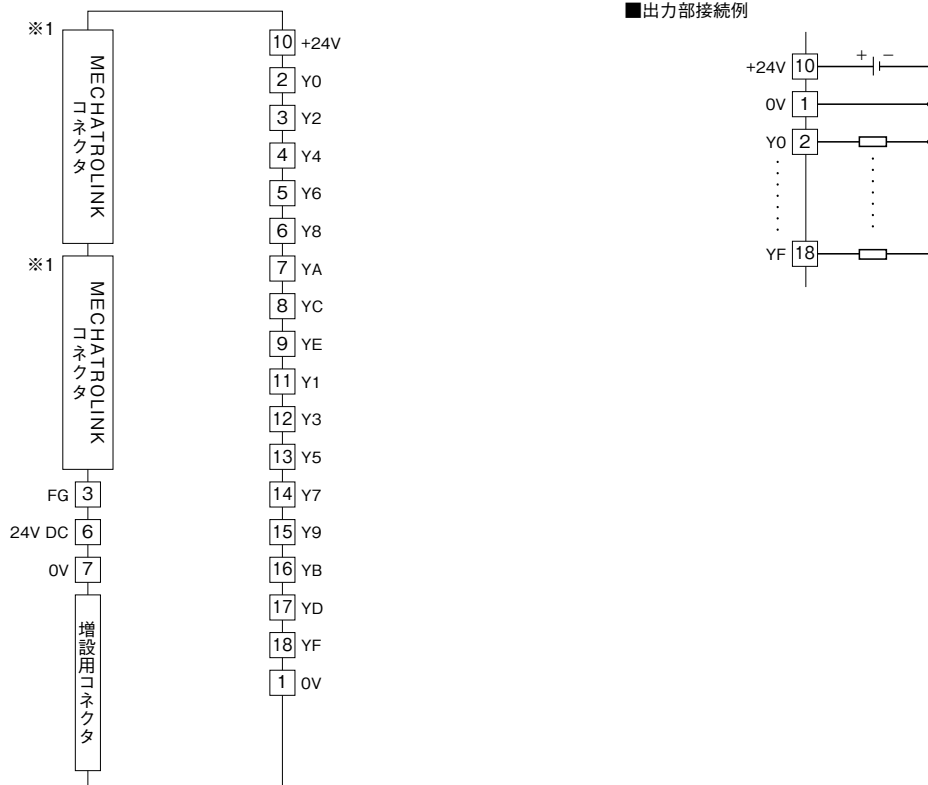 ※1
MECHATROLINK
コネクタ
※1
MECHATROLINK
コネクタ
FG 3
24V DC 6
0V 7
増設用コネクタ
10 +24V
2 Y0
3 Y2
4 Y4
5 Y6
6 Y8
7 YA
8 YC
9 YE
11 Y1
12 Y3
13 Y5
14 Y7
15 Y9
16 YB
17 YD
18 YF
1 0V
■出力部接続例
+24V 10 + −
0V 1
Y0 2
YF 18